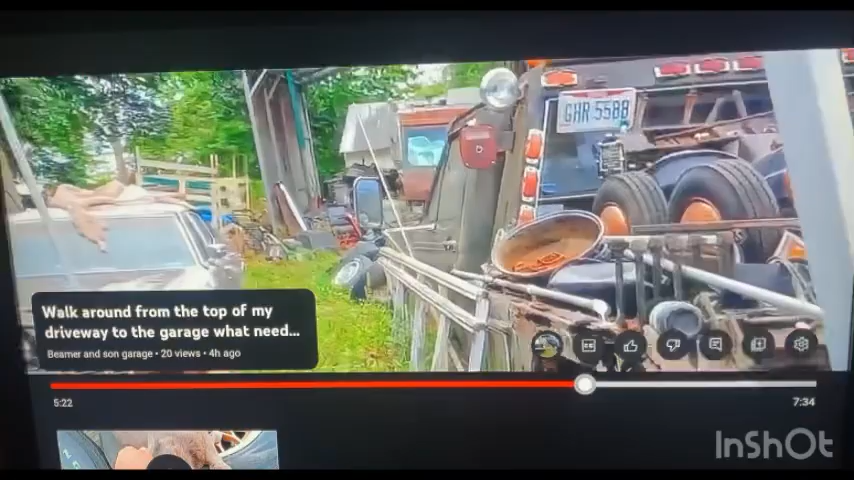 GHR 5588
Walk around from the top of my
driveway to the garage what need...
Beamer and son garage • 20 views • 4h ago
5:22
7:34
InShOt